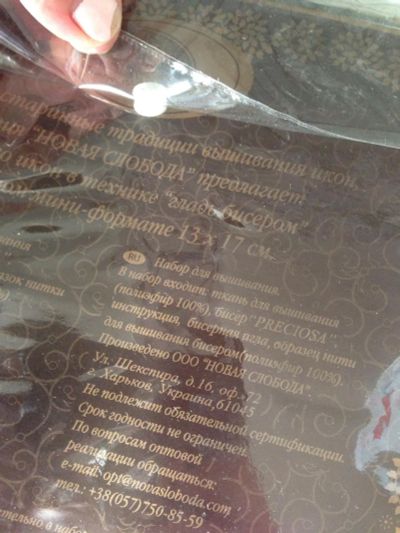 старинные традиции вышивания икон,
"НОВАЯ СЛОБОДА" предлагает
икон в технике "гладь бисером"
мини-формате 13 х 17 см.
RU Набор для вышивания.
В набор входит: ткань для вышивания
(полиэфир 100%), бисер "PRECIOSA",
инструкция, бисерная игла, образец нити
для вышивания бисером(полиэфир 100%).
Произведено ООО "НОВАЯ СЛОБОДА"
Ул. Шекспира, д.16, оф. 72
г. Харьков, Украина,61045
Не подлежит обязательной сертификации.
Срок годности не ограничен.
По вопросам оптовой
реализации обращаться:
e-mail: opt@novasloboda.com
тел.: +38(057)750-85-59
нитки